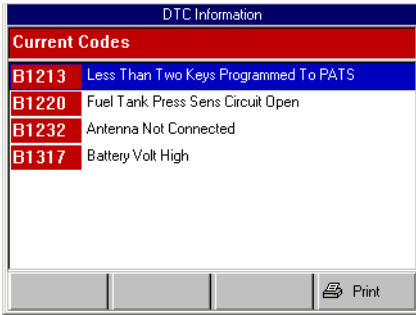 DTC Information
Current Codes
B1213 Less Than Two Keys Programmed To PATS
B1220 Fuel Tank Press Sens Circuit Open
B1232 Antenna Not Connected
B1317 Battery Volt High
Print